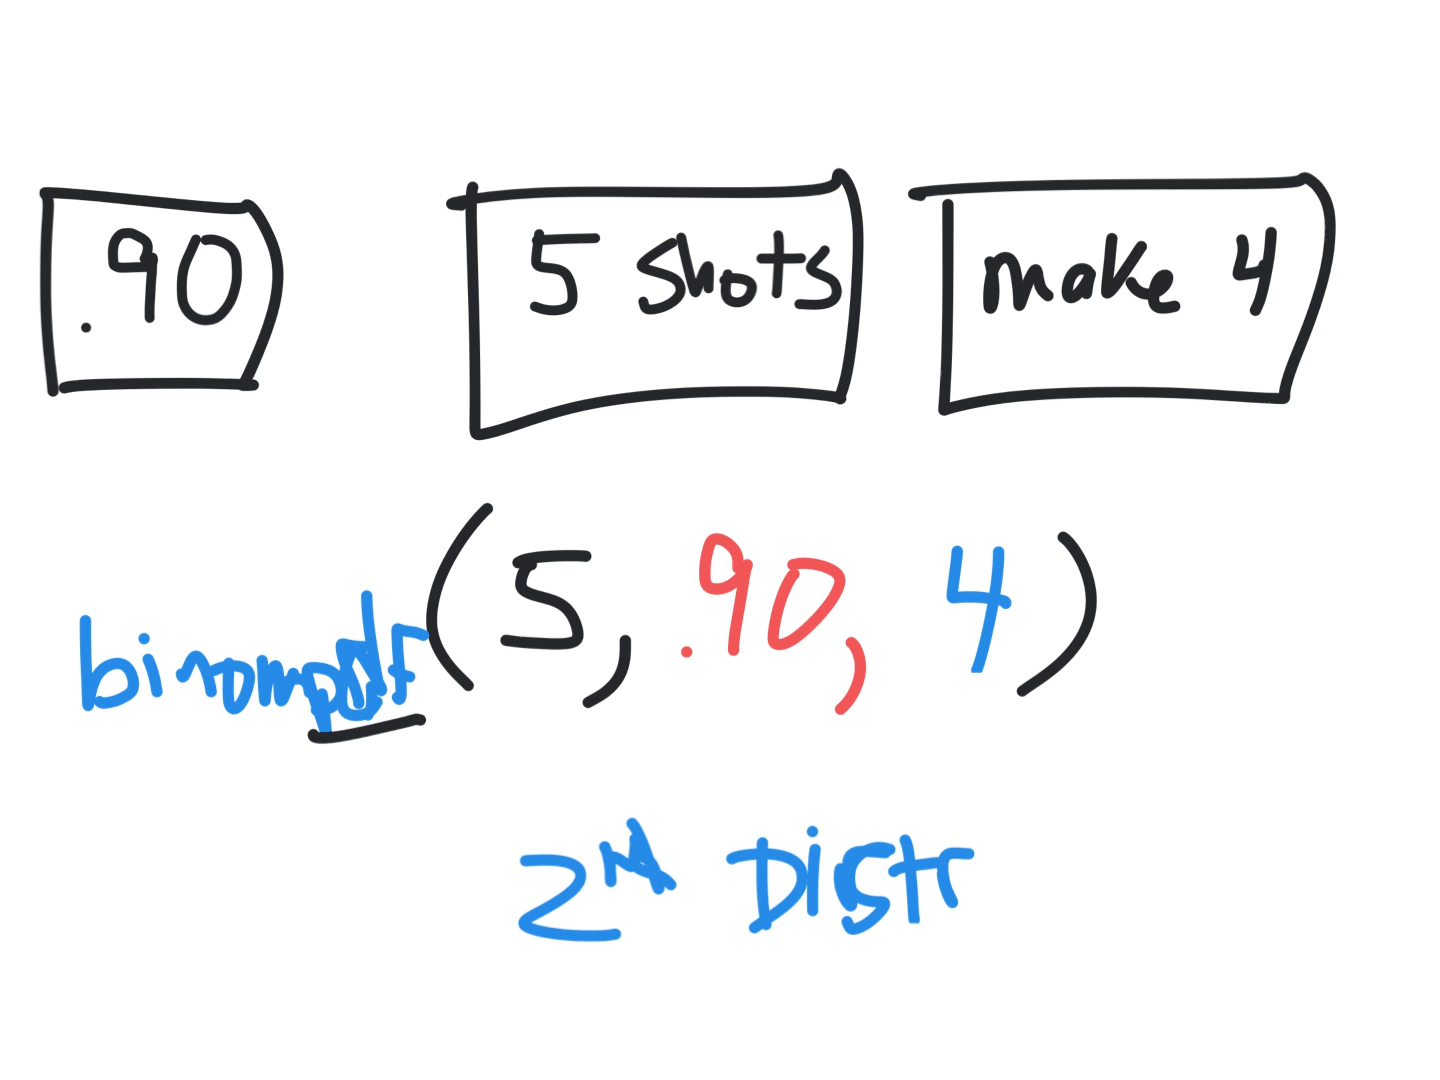 .90 5 shots make 4
binompdf(5, .90, 4)
2nd Distr